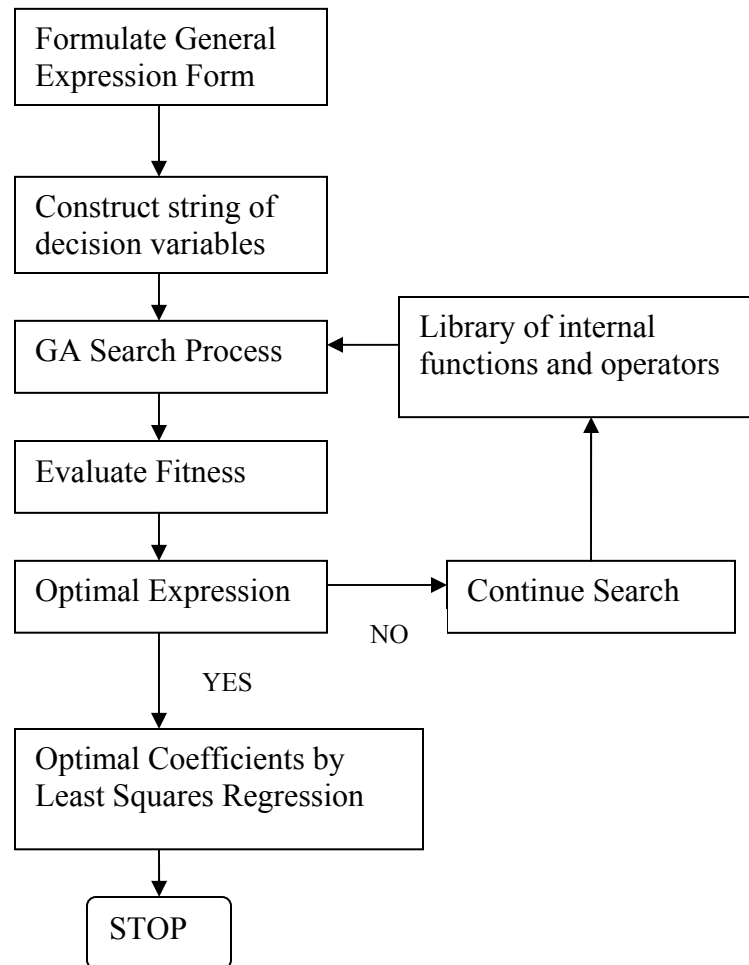 Formulate General
Expression Form
Construct string of
decision variables
GA Search Process
Library of internal
functions and operators
Evaluate Fitness
Optimal Expression
Continue Search
NO
YES
Optimal Coefficients by
Least Squares Regression
STOP